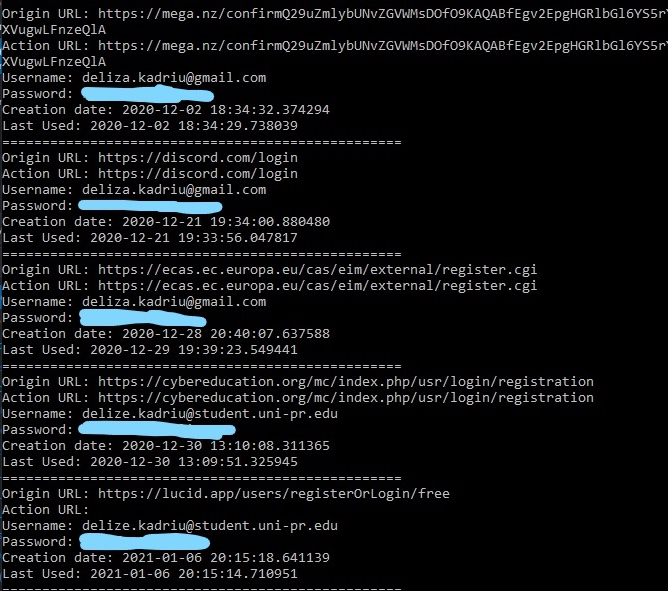 Origin URL: https://mega.nz/confirmQ29uZmlybUNvZGVWMsDOfO9KAQABfEgv2EpgHGRlbGl6YS5r
XVugwLFnzeQlA
Action URL: https://mega.nz/confirmQ29uZmlybUNvZGVWMsDOfO9KAQABfEgv2EpgHGRlbGl6YS5r
XVugwLFnzeQlA
Username: deliza.kadriu@gmail.com
Password:
Creation date: 2020-12-02 18:34:32.374294
Last Used: 2020-12-02 18:34:29.738039
==================================================
Origin URL: https://discord.com/login
Action URL: https://discord.com/login
Username: deliza.kadriu@gmail.com
Password:
Creation date: 2020-12-21 19:34:00.880480
Last Used: 2020-12-21 19:33:56.047817
==================================================
Origin URL: https://ecas.ec.europa.eu/cas/eim/external/register.cgi
Action URL: https://ecas.ec.europa.eu/cas/eim/external/register.cgi
Username: deliza.kadriu@gmail.com
Password:
Creation date: 2020-12-28 20:40:07.637588
Last Used: 2020-12-29 19:39:23.549441
==================================================
Origin URL: https://cybereducation.org/mc/index.php/usr/login/registration
Action URL: https://cybereducation.org/mc/index.php/usr/login/registration
Username: delize.kadriu@student.uni-pr.edu
Password:
Creation date: 2020-12-30 13:10:08.311365
Last Used: 2020-12-30 13:09:51.325945
==================================================
Origin URL: https://lucid.app/users/registerOrLogin/free
Action URL:
Username: delize.kadriu@student.uni-pr.edu
Password:
Creation date: 2021-01-06 20:15:18.641139
Last Used: 2021-01-06 20:15:14.710951
==================================================